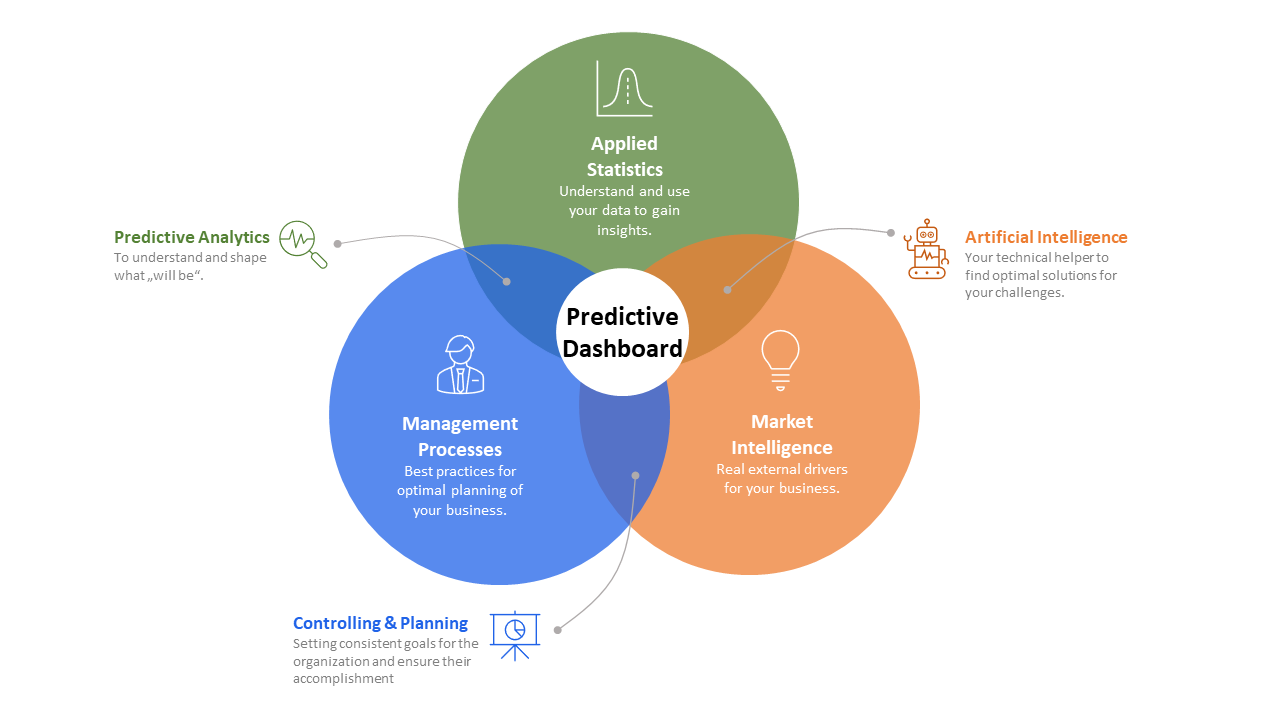 Applied
Statistics
Understand and use
your data to gain
insights.
Predictive Analytics
To understand and shape
what „will be“.
Artificial Intelligence
Your technical helper to
find optimal solutions for
your challenges.
Predictive
Dashboard
Management
Processes
Best practices for
optimal planning of
your business.
Market
Intelligence
Real external drivers
for your business.
Controlling & Planning
Setting consistent goals for the
organization and ensure their
accomplishment